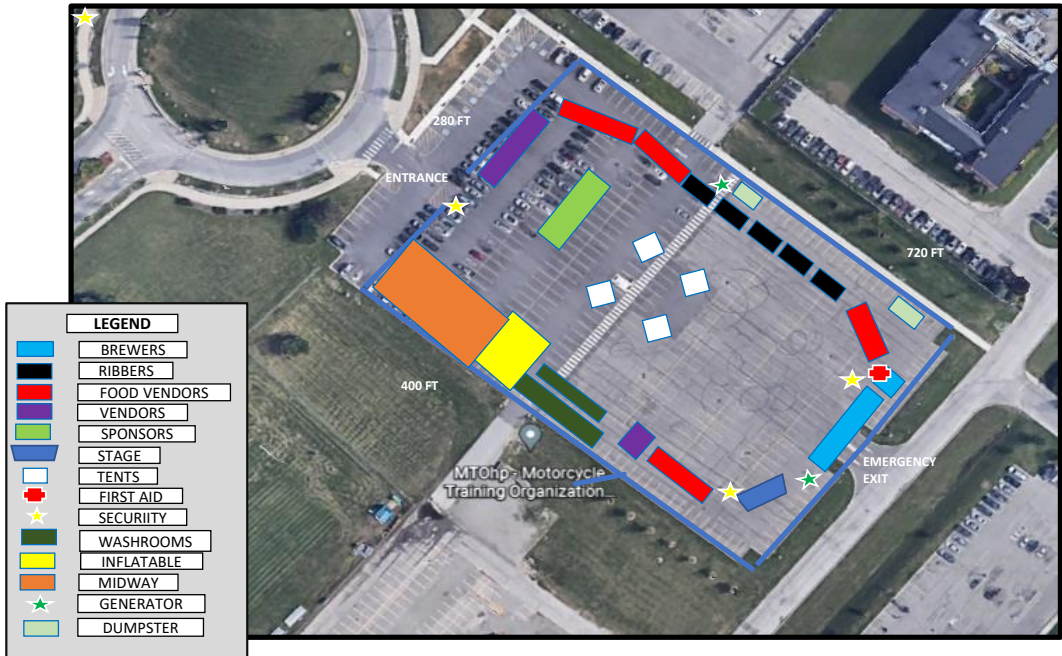 280 FT
ENTRANCE
720 FT
LEGEND
BREWERS
RIBBERS
FOOD VENDORS
VENDORS
SPONSORS
STAGE
TENTS
FIRST AID
SECURIITY
WASHROOMS
INFLATABLE
MIDWAY
GENERATOR
DUMPSTER
400 FT
MTOhp - Motorcycle
Training Organization...
EMERGENCY
EXIT